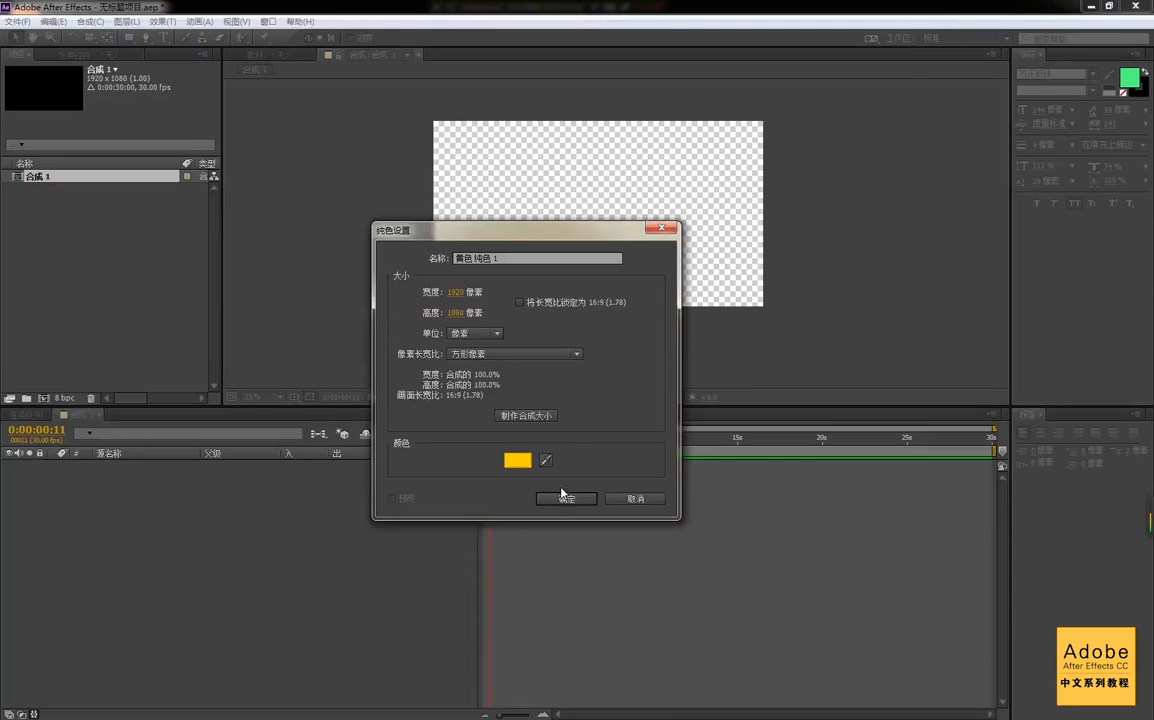 Adobe After Effects - 无标题项目.aep *
文件(F) 编辑(E) 合成(C) 图层(L) 效果(T) 动画(A) 视图(V) 窗口 帮助(H)
工作区: 标准
合成 1
1920 x 1080 (1.00)
Δ 0:00:30:00, 30.00 fps
名称 类型
合成 1
8 bpc
纯色设置
名称: 黄色 纯色 1
大小
宽度: 1920 像素
将长宽比锁定为 16:9 (1.78)
高度: 1080 像素
单位: 像素
像素长宽比: 方形像素
宽度: 合成的 100.0%
高度: 合成的 100.0%
画面长宽比: 16:9 (1.78)
制作合成大小
颜色
预览
确定 取消
0:00:00:11
00011 (30.00 fps)
# 源名称 父级 入 出
15s 20s 25s 30s
Adobe
After Effects CC
中文系列教程